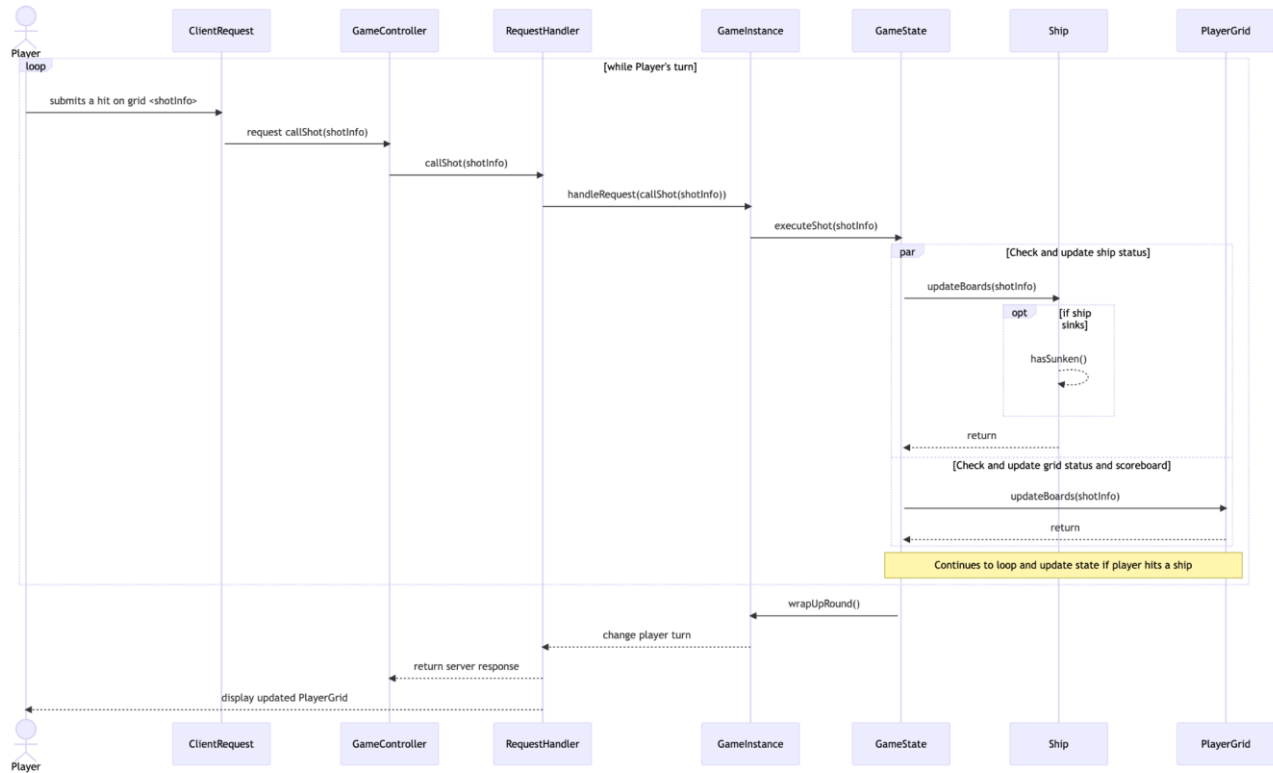 ClientRequest
GameController
RequestHandler
GameInstance
GameState
Ship
PlayerGrid
Player
loop
[while Player's turn]
submits a hit on grid <shotInfo>
request callShot(shotInfo)
callShot(shotInfo)
handleRequest(callShot(shotInfo))
executeShot(shotInfo)
par
[Check and update ship status]
updateBoards(shotInfo)
opt
[if ship
sinks]
hasSunken()
return
[Check and update grid status and scoreboard]
updateBoards(shotInfo)
return
Continues to loop and update state if player hits a ship
wrapUpRound()
change player turn
return server response
display updated PlayerGrid
ClientRequest
GameController
RequestHandler
GameInstance
GameState
Ship
PlayerGrid
Player